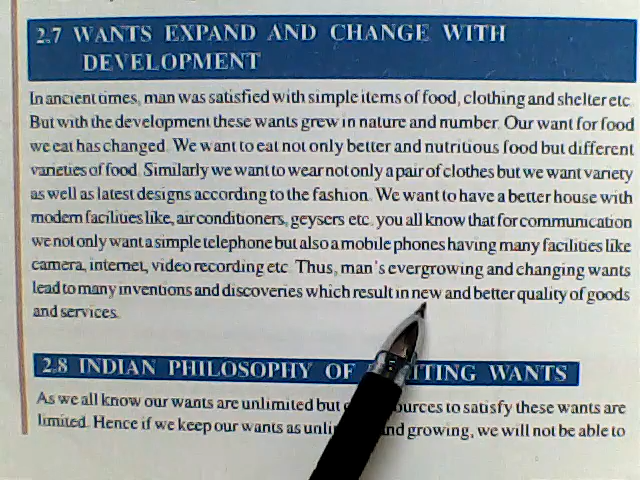 2.7 WANTS EXPAND AND CHANGE WITH
DEVELOPMENT
In ancient times, man was satisfied with simple items of food, clothing and shelter etc.
But with the development these wants grew in nature and number. Our want for food
we eat has changed. We want to eat not only better and nutritious food but different
varieties of food. Similarly we want to wear not only a pair of clothes but we want variety
as well as latest designs according to the fashion. We want to have a better house with
modern facilities like, air conditioners, geysers etc. you all know that for communication
we not only want a simple telephone but also a mobile phones having many facilities like
camera, internet, video recording etc. Thus, man's evergrowing and changing wants
lead to many inventions and discoveries which result in new and better quality of goods
and services.
2.8 INDIAN PHILOSOPHY OF ITING WANTS
As we all know our wants are unlimited but ources to satisfy these wants are
limited. Hence if we keep our wants as unli nd growing, we will not be able to